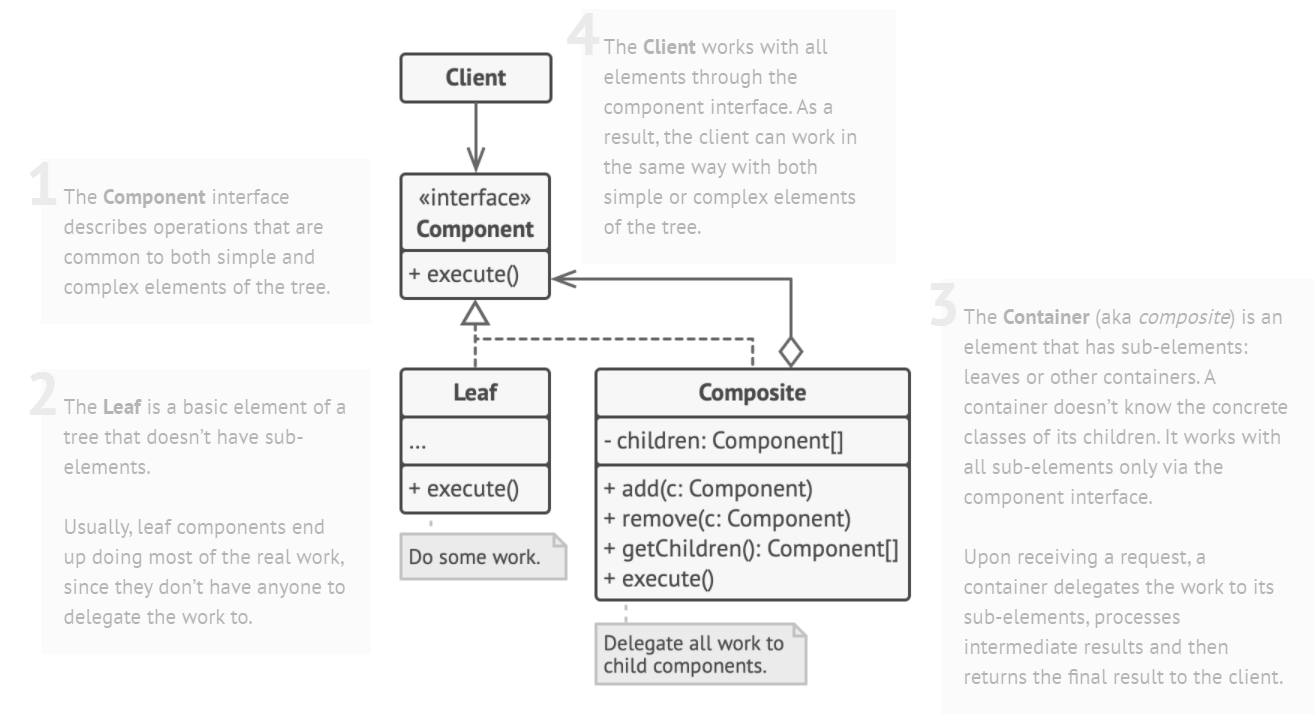 4
The Client works with all
elements through the
component interface. As a
result, the client can work in
the same way with both
simple or complex elements
of the tree.
Client
1
The Component interface
describes operations that are
common to both simple and
complex elements of the tree.
«interface»
Component
+ execute()
2
The Leaf is a basic element of a
tree that doesn’t have sub-
elements.
Usually, leaf components end
up doing most of the real work,
since they don’t have anyone to
delegate the work to.
Leaf
...
+ execute()
Do some work.
Composite
- children: Component[]
+ add(c: Component)
+ remove(c: Component)
+ getChildren(): Component[]
+ execute()
Delegate all work to
child components.
3
The Container (aka composite) is an
element that has sub-elements:
leaves or other containers. A
container doesn’t know the concrete
classes of its children. It works with
all sub-elements only via the
component interface.
Upon receiving a request, a
container delegates the work to its
sub-elements, processes
intermediate results and then
returns the final result to the client.